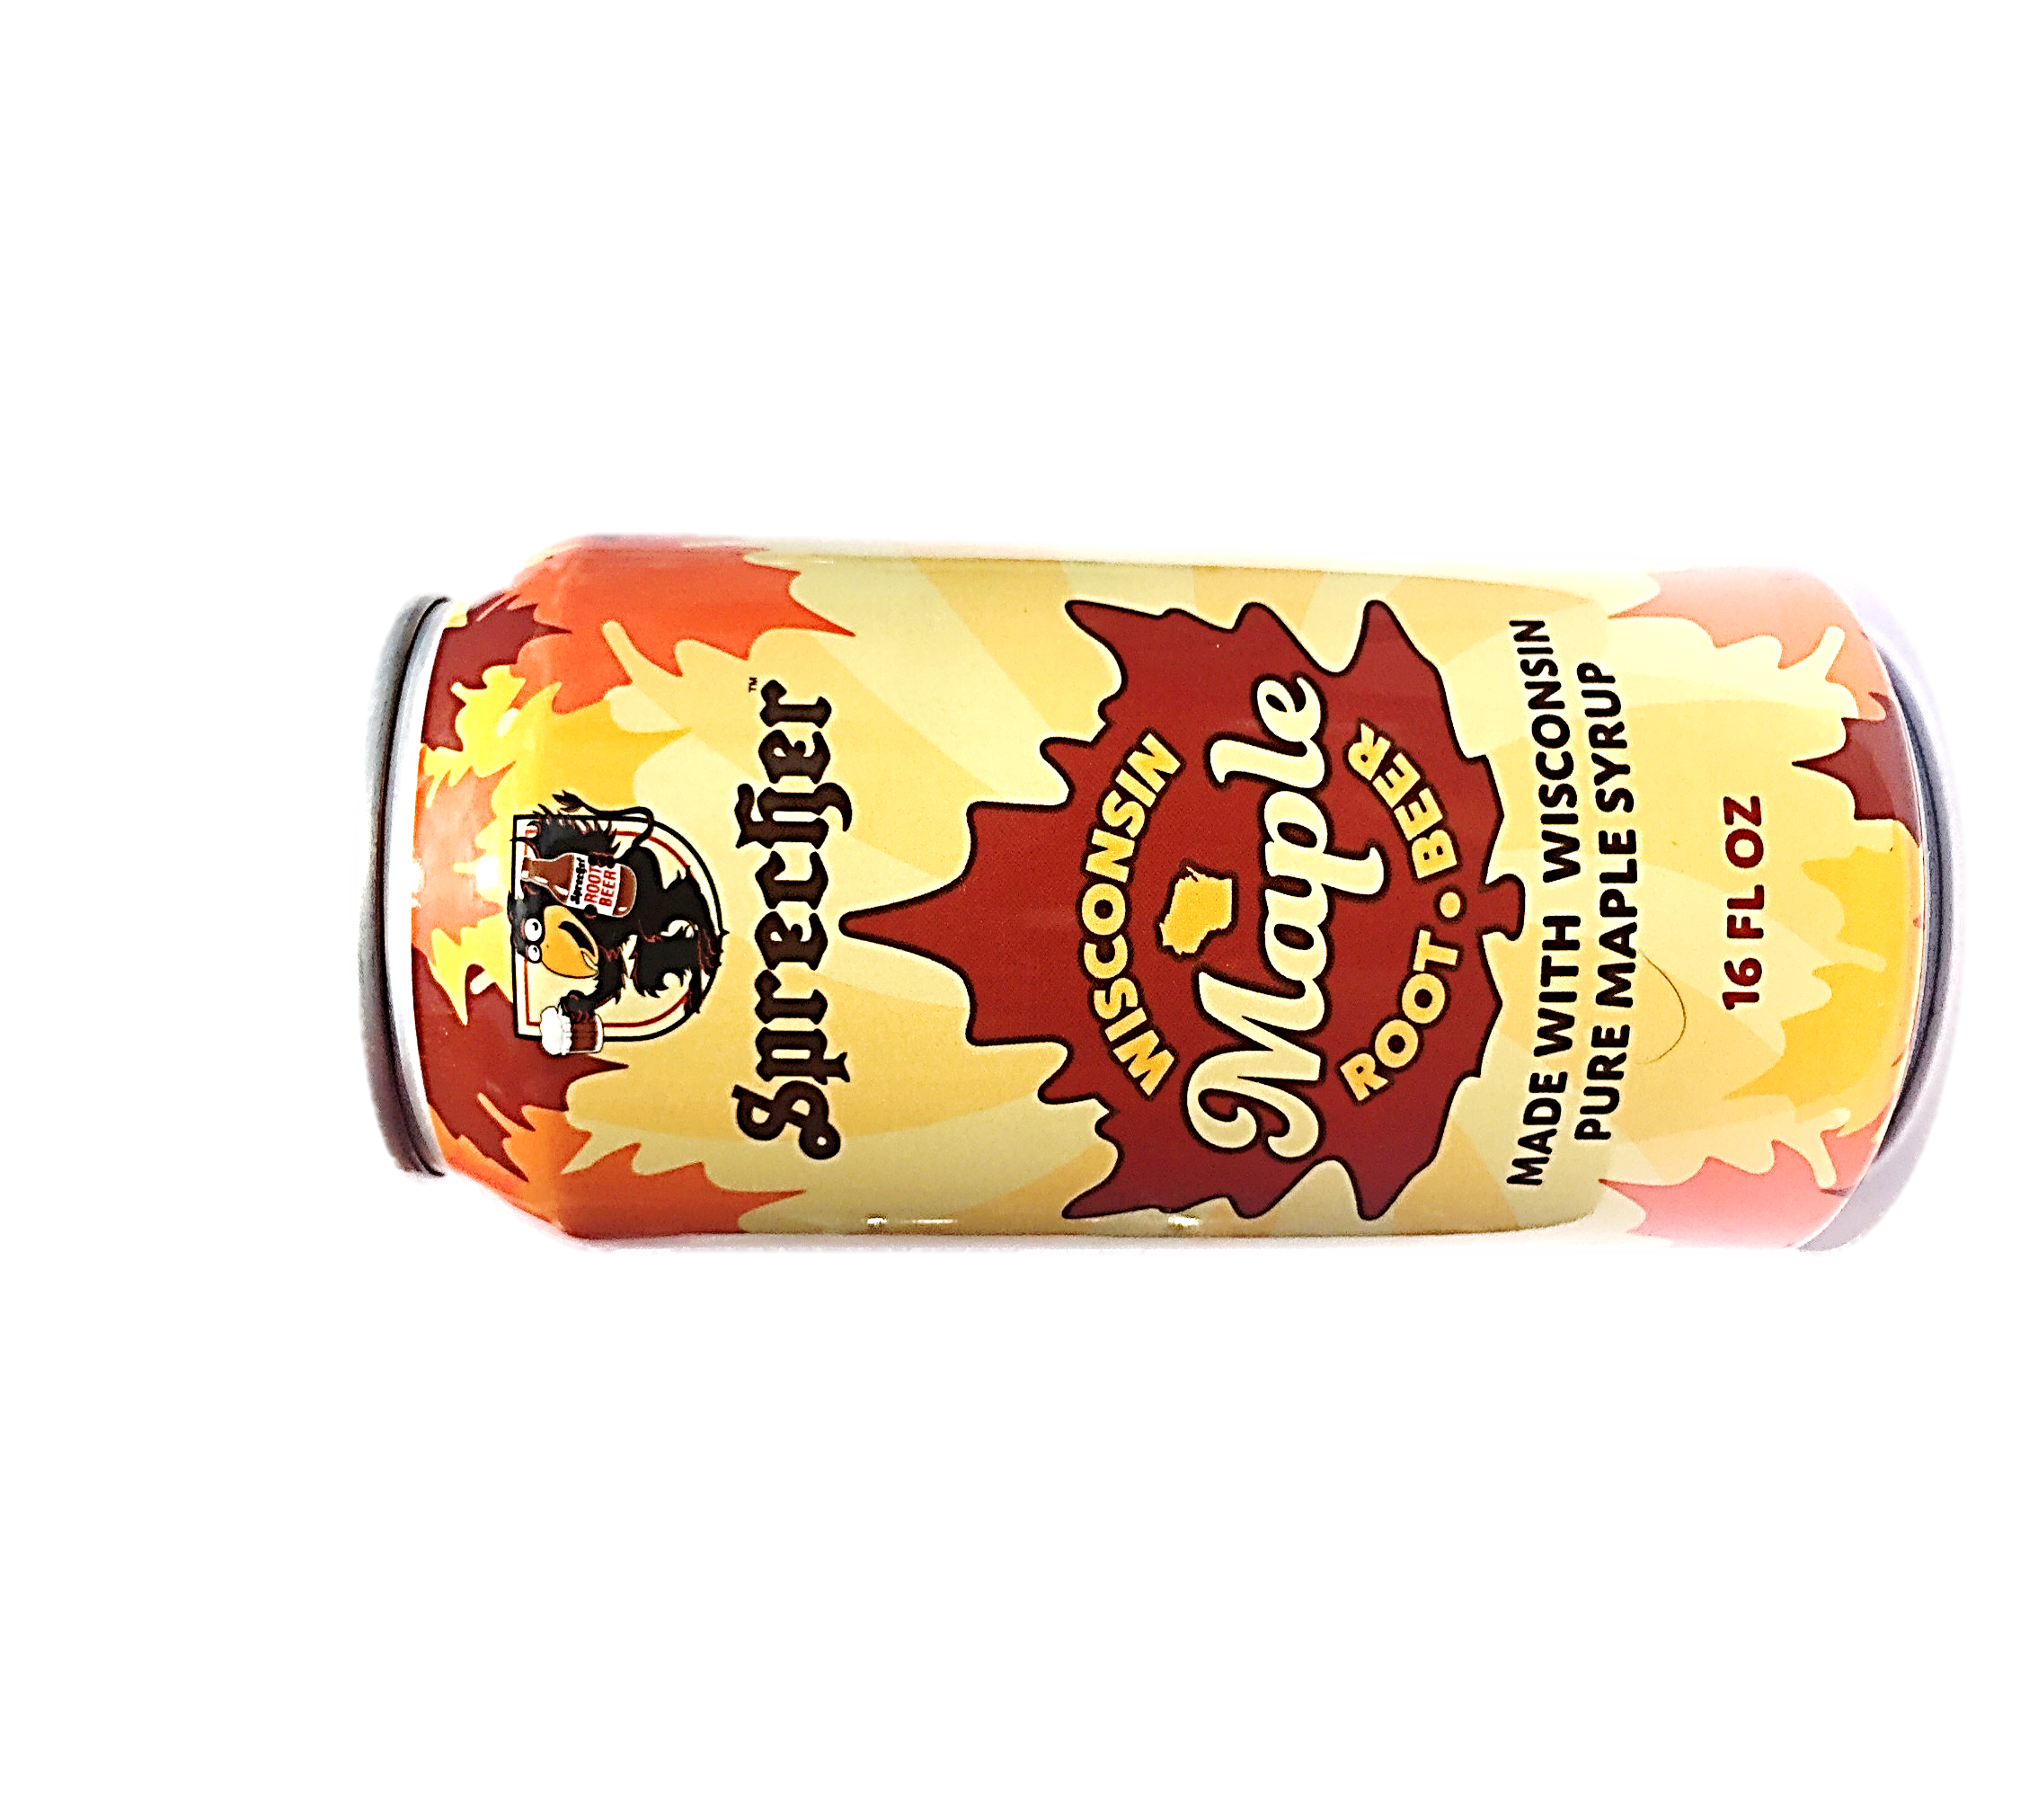 Sprecher
ROOT
BEER
Sprecher™
WISCONSIN
Maple
ROOT • BEER
MADE WITH WISCONSIN
PURE MAPLE SYRUP
16 FL OZ